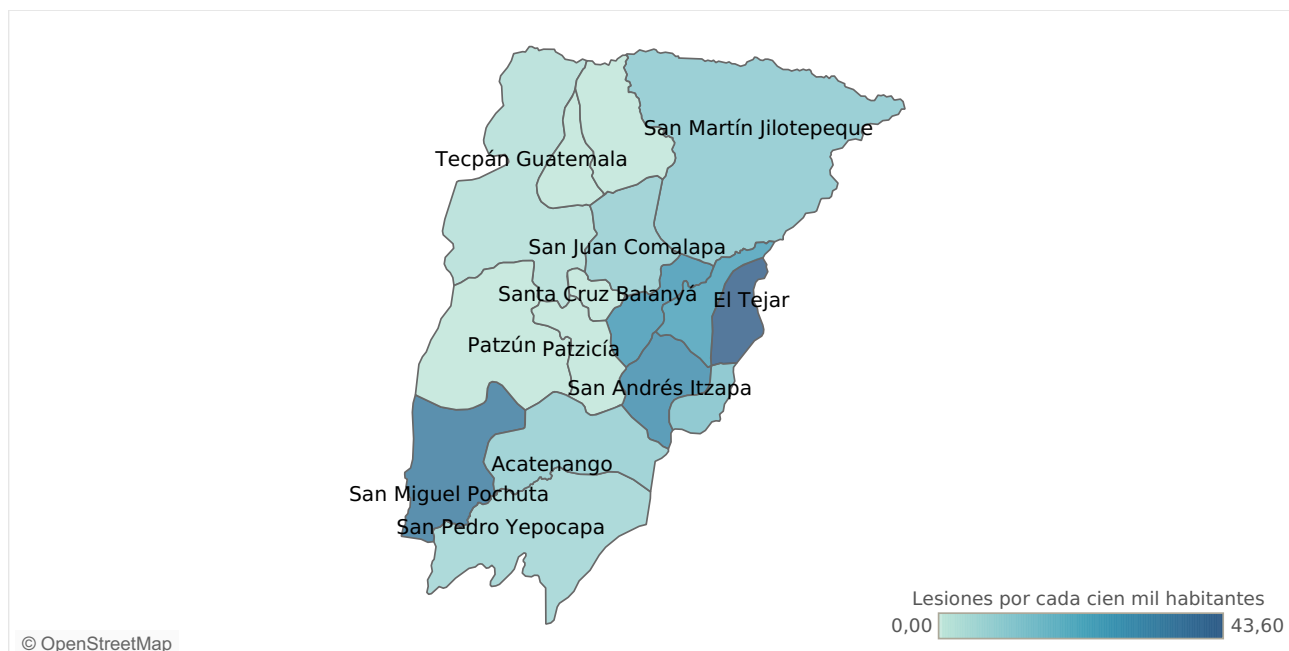 San Martín Jilotepeque
Tecpán Guatemala
San Juan Comalapa
Santa Cruz Balanyá
El Tejar
Patzún
Patzicía
San Andrés Itzapa
Acatenango
San Miguel Pochuta
San Pedro Yepocapa
Lesiones por cada cien mil habitantes
0,00
43,60
© OpenStreetMap